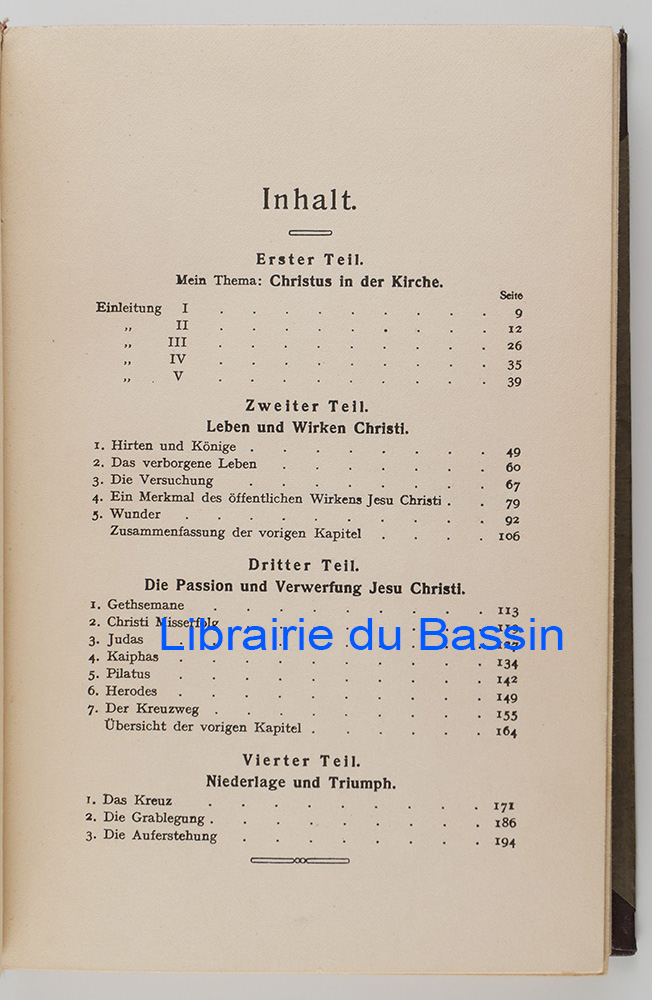 Inhalt.
Erster Teil.
Mein Thema: Christus in der Kirche.
Seite
Einleitung I . . . . . . . . . 9
„ II . . . . . . . . . 12
„ III . . . . . . . . . 26
„ IV . . . . . . . . . 35
„ V . . . . . . . . . 39
Zweiter Teil.
Leben und Wirken Christi.
1. Hirten und Könige . . . . . . . . 49
2. Das verborgene Leben . . . . . . . 60
3. Die Versuchung . . . . . . . . 67
4. Ein Merkmal des öffentlichen Wirkens Jesu Christi . . 79
5. Wunder . . . . . . . . . . 92
Zusammenfassung der vorigen Kapitel . . . . 106
Dritter Teil.
Die Passion und Verwerfung Jesu Christi.
1. Gethsemane . . . . . . . . . 113
2. Christi Misserfolg
Librairie du Bassin
3. Judas
4. Kaiphas . . . . . . . . . . 134
5. Pilatus . . . . . . . . . . 142
6. Herodes . . . . . . . . . . 149
7. Der Kreuzweg . . . . . . . . . 155
Übersicht der vorigen Kapitel . . . . . . 164
Vierter Teil.
Niederlage und Triumph.
1. Das Kreuz . . . . . . . . . 171
2. Die Grablegung . . . . . . . . . 186
3. Die Auferstehung . . . . . . . . 194